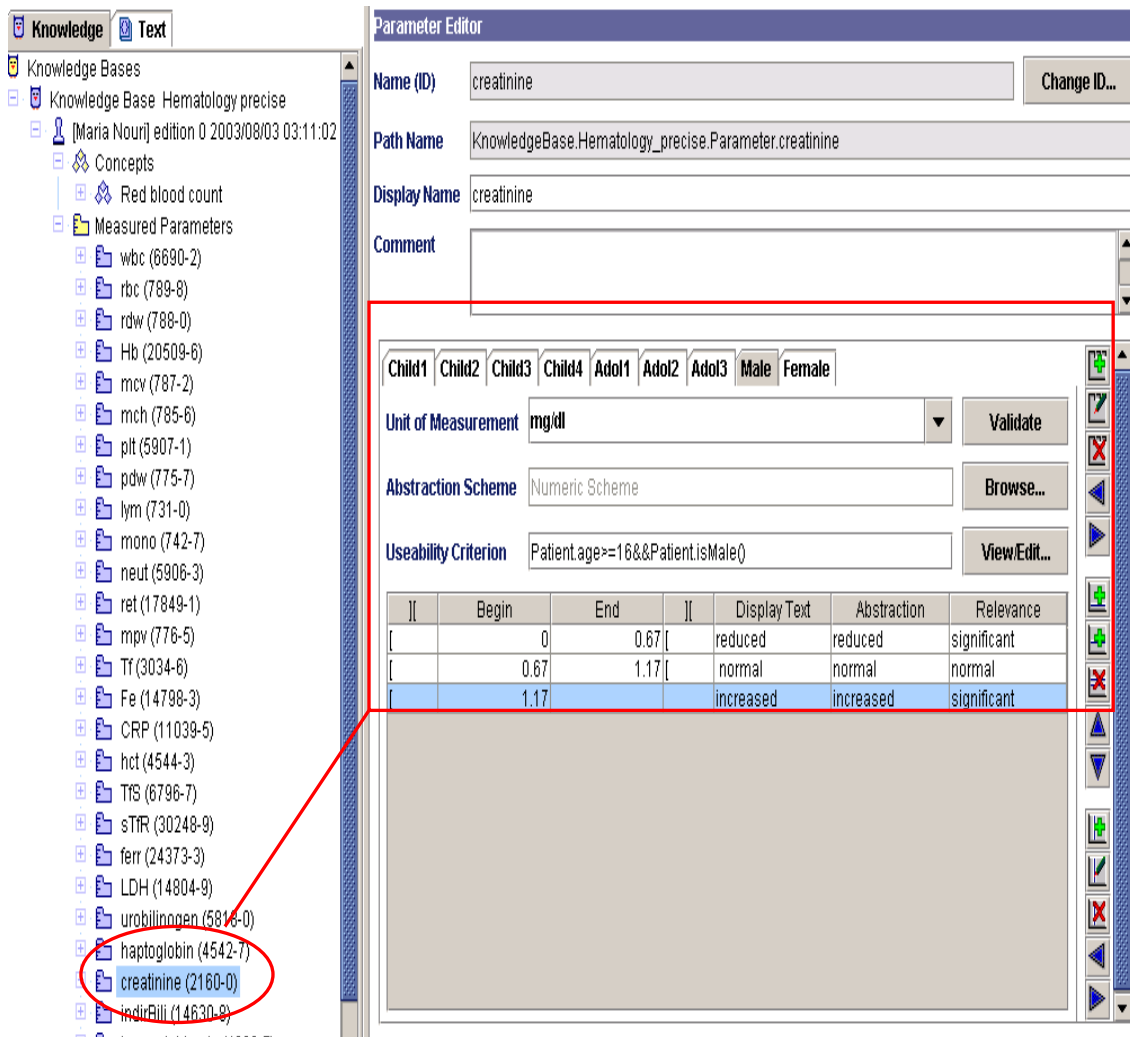 Knowledge Text
Knowledge Bases
Knowledge Base Hematology precise
[Maria Nouri] edition 0 2003/08/03 03:11:02
Concepts
Red blood count
Measured Parameters
wbc (6690-2)
rbc (789-8)
rdw (788-0)
Hb (20509-6)
mcv (787-2)
mch (785-6)
plt (5907-1)
pdw (775-7)
lym (731-0)
mono (742-7)
neut (5906-3)
ret (17849-1)
mpv (776-5)
Tf (3034-6)
Fe (14798-3)
CRP (11039-5)
hct (4544-3)
TfS (6796-7)
sTfR (30248-9)
ferr (24373-3)
LDH (14804-9)
urobilinogen (5818-0)
haptoglobin (4542-7)
creatinine (2160-0)
indirBili (14630-8)
Parameter Editor
Name (ID) creatinine Change ID...
Path Name KnowledgeBase.Hematology_precise.Parameter.creatinine
Display Name creatinine
Comment
Child1 Child2 Child3 Child4 Adol1 Adol2 Adol3 Male Female
Unit of Measurement mg/dl Validate
Abstraction Scheme Numeric Scheme Browse...
Useability Criterion Patient.age>=16&&Patient.isMale() View/Edit...
][ Begin End ][ Display Text Abstraction Relevance
[ 0 0.67 [ reduced reduced significant
[ 0.67 1.17 [ normal normal normal
[ 1.17 increased increased significant